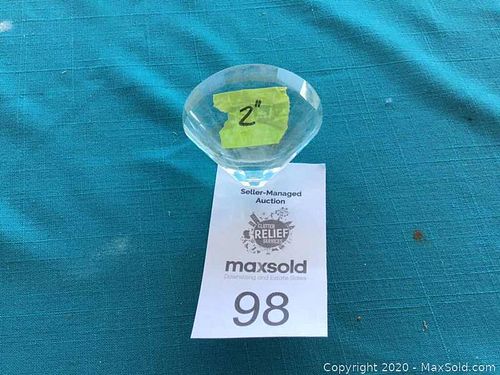 2"
Seller-Managed
Auction
CLUTTER
RELIEF
SERVICES
maxsold
Downsizing and Estate Sales
98
Copyright 2020 - MaxSold.com